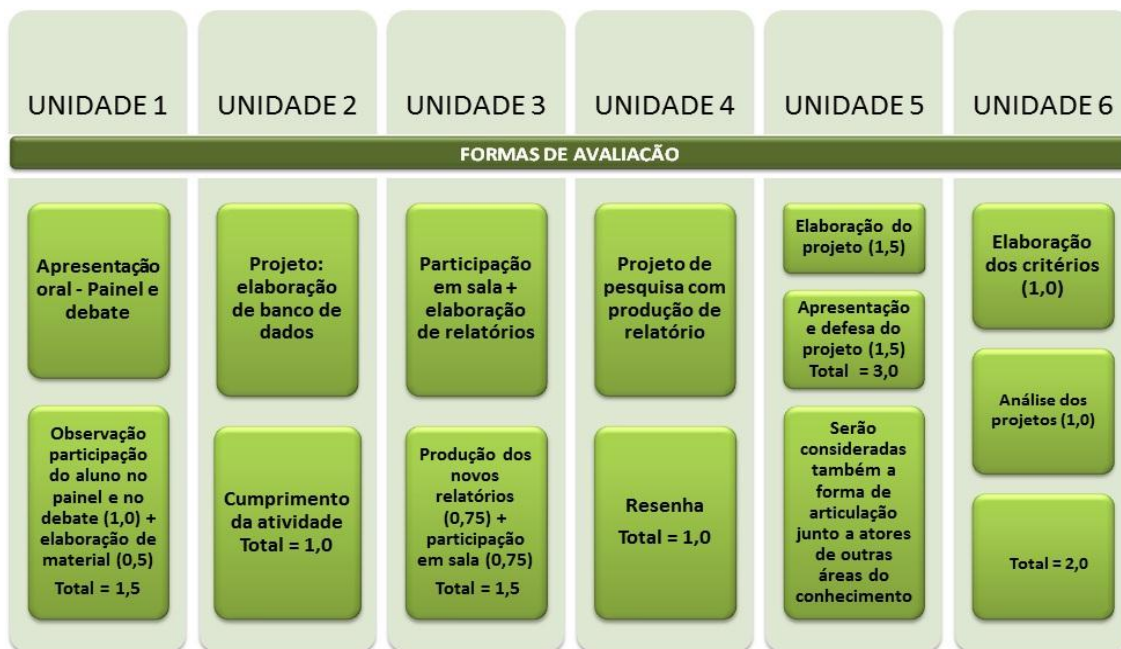 UNIDADE 1
UNIDADE 2
UNIDADE 3
UNIDADE 4
UNIDADE 5
UNIDADE 6
FORMAS DE AVALIAÇÃO
Apresentação
oral - Painel e
debate
Observação
participação
do aluno no
painel e no
debate (1,0) +
elaboração de
material (0,5)
Total = 1,5
Projeto:
elaboração
de banco de
dados
Cumprimento
da atividade
Total = 1,0
Participação
em sala +
elaboração
de relatórios
Produção dos
novos
relatórios
(0,75) +
participação
em sala (0,75)
Total = 1,5
Projeto de
pesquisa com
produção de
relatório
Resenha
Total = 1,0
Elaboração do
projeto (1,5)
Apresentação
e defesa do
projeto (1,5)
Total = 3,0
Serão
consideradas
também a
forma de
articulação
junto a atores
de outras
áreas do
conhecimento
Elaboração
dos critérios
(1,0)
Análise dos
projetos (1,0)
Total = 2,0